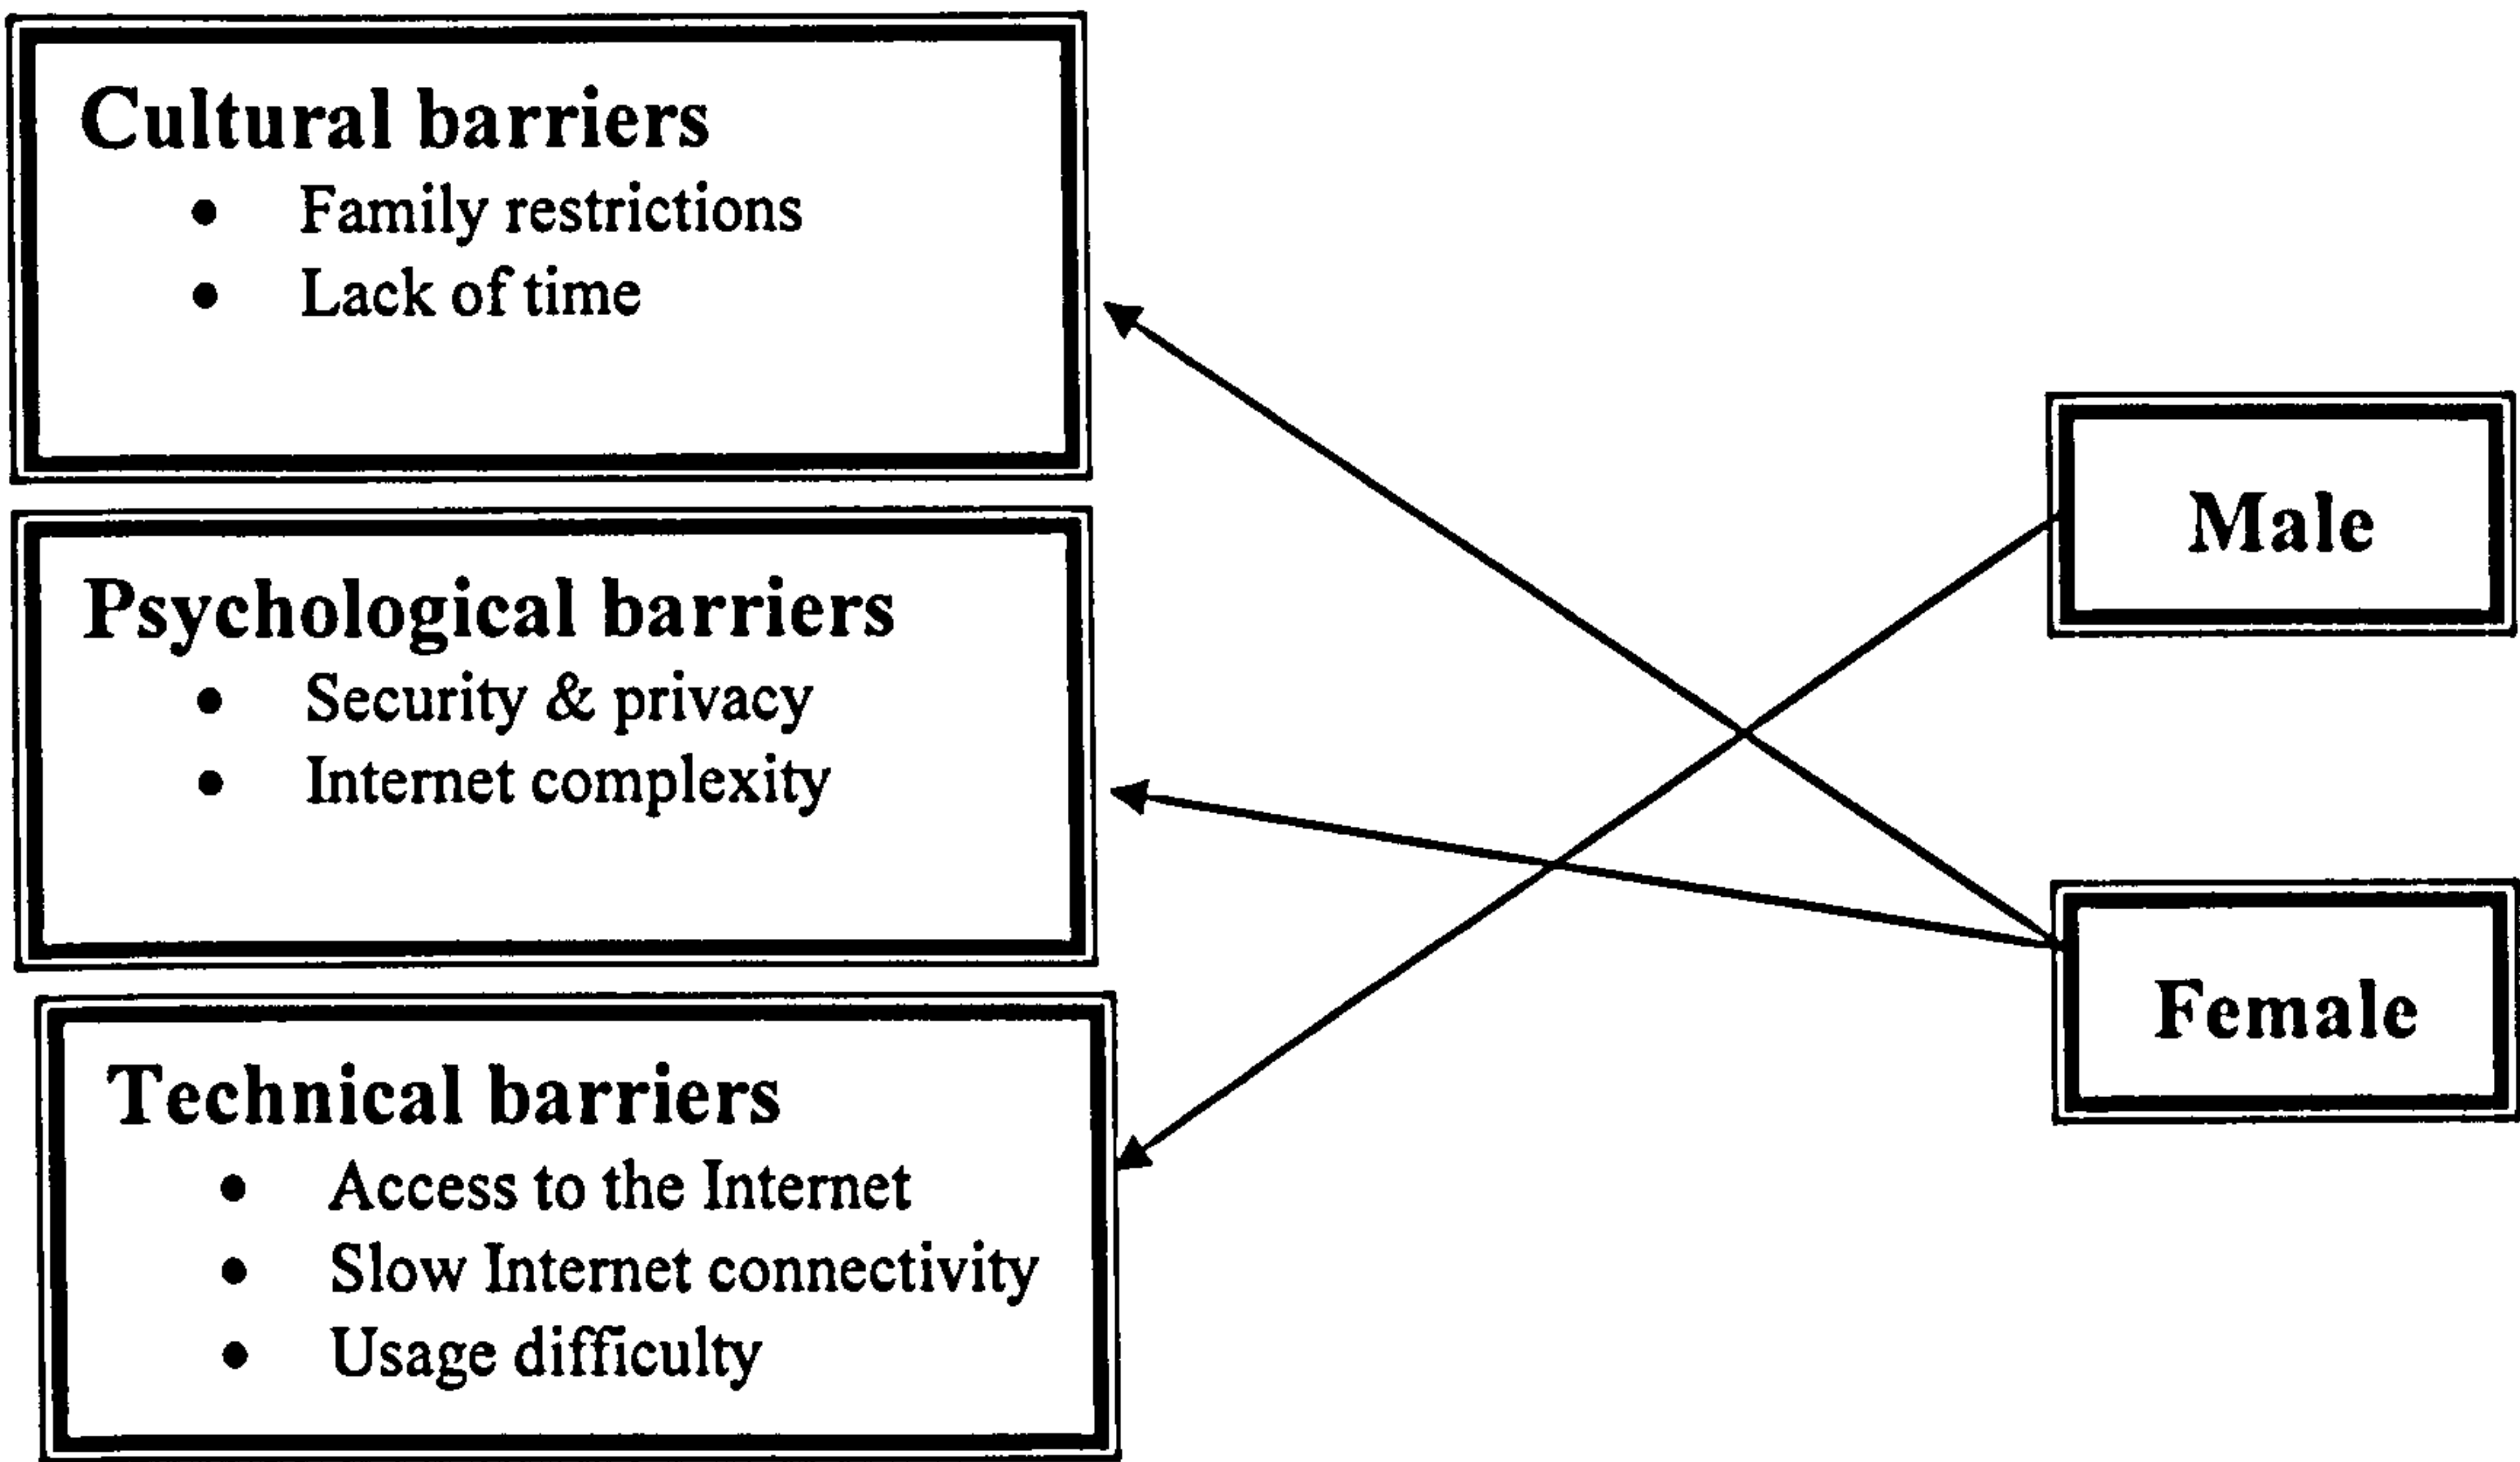 Cultural barriers
• Family restrictions
• Lack of time
Psychological barriers
• Security & privacy
• Internet complexity
Technical barriers
• Access to the Internet
• Slow Internet connectivity
• Usage difficulty
Male
Female